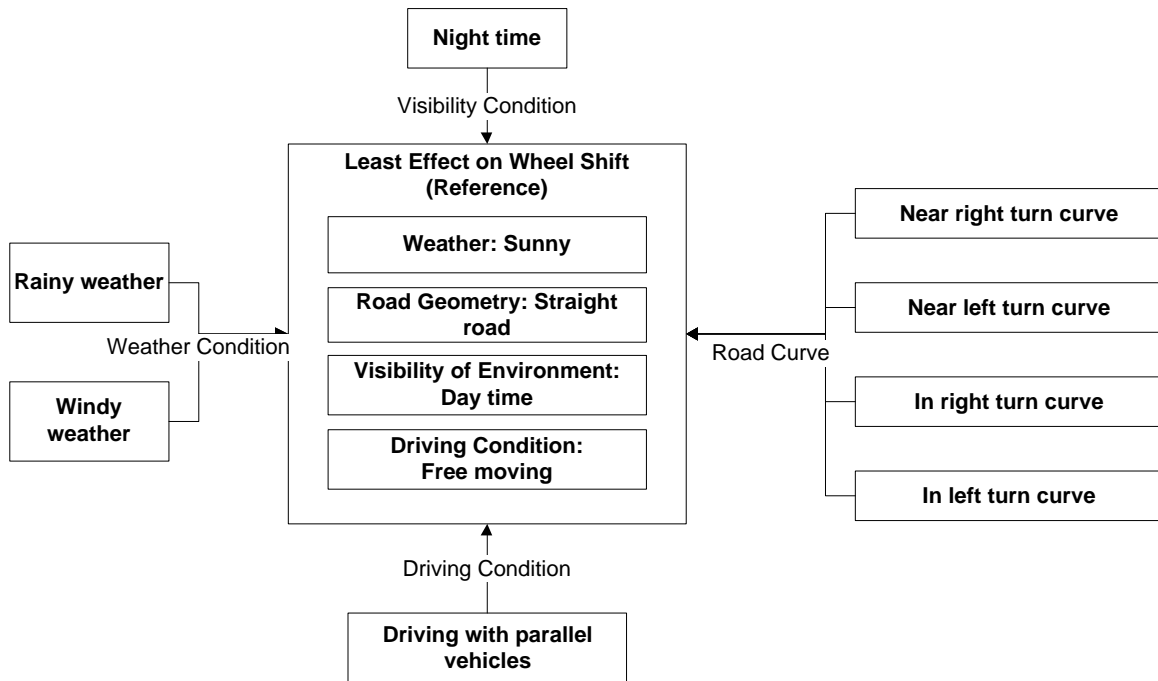 Night time
Visibility Condition
Least Effect on Wheel Shift
(Reference)
Weather: Sunny
Road Geometry: Straight
road
Visibility of Environment:
Day time
Driving Condition:
Free moving
Rainy weather
Weather Condition
Windy
weather
Near right turn curve
Near left turn curve
Road Curve
In right turn curve
In left turn curve
Driving Condition
Driving with parallel
vehicles